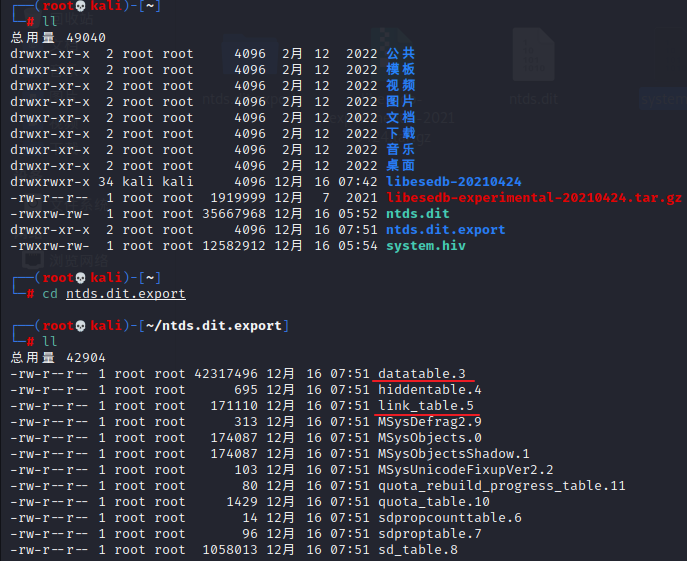 ┌──(root💀kali)-[~]
└─# ll
总用量 49040
drwxr-xr-x  2 root root     4096  2月 12  2022 公共
drwxr-xr-x  2 root root     4096  2月 12  2022 模板
drwxr-xr-x  2 root root     4096  2月 12  2022 视频
drwxr-xr-x  2 root root     4096  2月 12  2022 图片
drwxr-xr-x  2 root root     4096  2月 12  2022 文档
drwxr-xr-x  2 root root     4096  2月 12  2022 下载
drwxr-xr-x  2 root root     4096  2月 12  2022 音乐
drwxr-xr-x  2 root root     4096  2月 12  2022 桌面
drwxrwxr-x 34 kali kali     4096 12月 16 07:42 libesedb-20210424
-rw-r--r--  1 root root  1919999 12月  7  2021 libesedb-experimental-20210424.tar.gz
-rwxrw-rw-  1 root root 35667968 12月 16 05:52 ntds.dit
drwxr-xr-x  2 root root     4096 12月 16 07:51 ntds.dit.export
-rwxrw-rw-  1 root root 12582912 12月 16 05:54 system.hiv
┌──(root💀kali)-[~]
└─# cd ntds.dit.export
┌──(root💀kali)-[~/ntds.dit.export]
└─# ll
总用量 42904
-rw-r--r-- 1 root root 42317496 12月 16 07:51 datatable.3
-rw-r--r-- 1 root root      695 12月 16 07:51 hiddentable.4
-rw-r--r-- 1 root root   171110 12月 16 07:51 link_table.5
-rw-r--r-- 1 root root      313 12月 16 07:51 MSysDefrag2.9
-rw-r--r-- 1 root root   174087 12月 16 07:51 MSysObjects.0
-rw-r--r-- 1 root root   174087 12月 16 07:51 MSysObjectsShadow.1
-rw-r--r-- 1 root root      103 12月 16 07:51 MSysUnicodeFixupVer2.2
-rw-r--r-- 1 root root       80 12月 16 07:51 quota_rebuild_progress_table.11
-rw-r--r-- 1 root root     1429 12月 16 07:51 quota_table.10
-rw-r--r-- 1 root root       14 12月 16 07:51 sdpropcounttable.6
-rw-r--r-- 1 root root       96 12月 16 07:51 sdproptable.7
-rw-r--r-- 1 root root  1058013 12月 16 07:51 sd_table.8